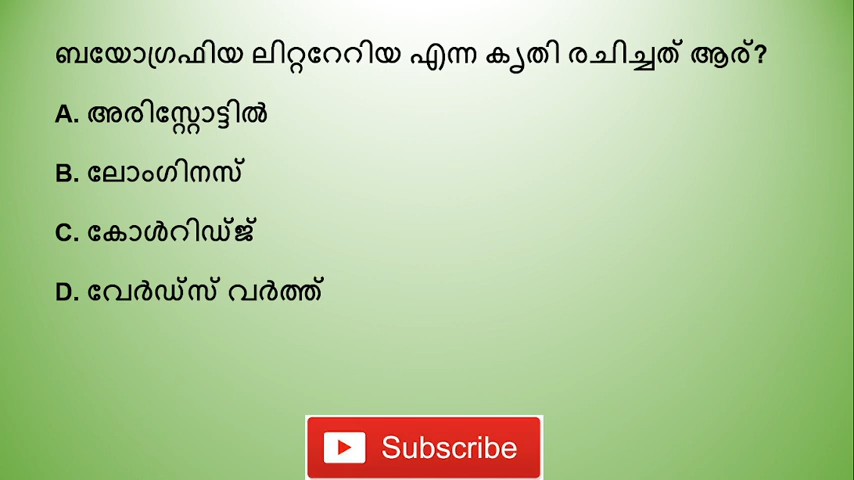 ബയോഗ്രഫിയ ലിറ്ററേറിയ എന്ന കൃതി രചിച്ചത് ആര്?
A. അരിസ്റ്റോട്ടിൽ
B. ലോംഗിനസ്
C. കോൾറിഡ്ജ്
D. വേർഡ്സ് വർത്ത്
Subscribe